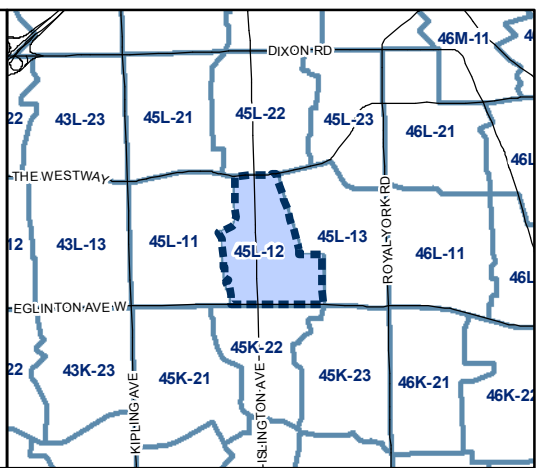 46M-11
4
DIXON RD
22
43L-23
45L-21
45L-22
45L-23
46L-21
46L
THE WESTWAY
12
43L-13
45L-11
45L-12
45L-13
ROYAL YORK RD
46L-11
46L
EGLINTON AVE W
22
43K-23
KIPLING AVE
45K-21
45K-22
ISLINGTON AVE
45K-23
46K-21
46K-22